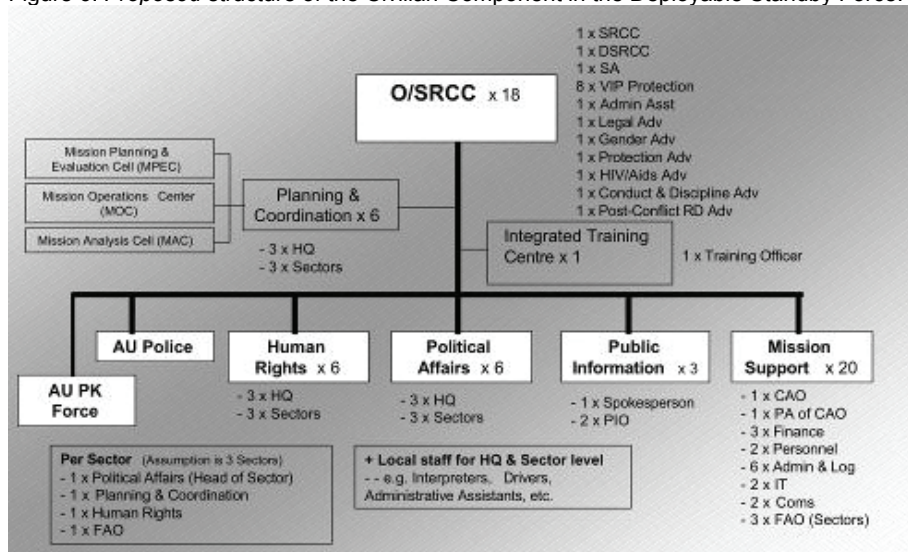 Figure 6: Proposed structure of the Civilian Component in the Deployable Standby Force.
O/SRCC x 18
1 x SRCC
1 x DSRCC
1 x SA
8 x VIP Protection
1 x Admin Asst
1 x Legal Adv
1 x Gender Adv
1 x Protection Adv
1 x HIV/Aids Adv
1 x Conduct & Discipline Adv
1 x Post-Conflict RD Adv
Mission Planning &
Evaluation Cell (MPEC)
Mission Operations Center
(MOC)
Mission Analysis Cell (MAC)
Planning &
Coordination x 6
- 3 x HQ
- 3 x Sectors
Integrated Training
Centre x 1
1 x Training Officer
AU PK
Force
AU Police
Human
Rights x 6
- 3 x HQ
- 3 x Sectors
Political
Affairs x 6
- 3 x HQ
- 3 x Sectors
Public
Information x 3
- 1 x Spokesperson
- 2 x PIO
Mission
Support x 20
- 1 x CAO
- 1 x PA of CAO
- 3 x Finance
- 2 x Personnel
- 6 x Admin & Log
- 2 x IT
- 2 x Coms
- 3 x FAO (Sectors)
Per Sector (Assumption is 3 Sectors)
- 1 x Political Affairs (Head of Sector)
- 1 x Planning & Coordination
- 1 x Human Rights
- 1 x FAO
+ Local staff for HQ & Sector level
- - e.g. Interpreters, Drivers,
Administrative Assistants, etc.